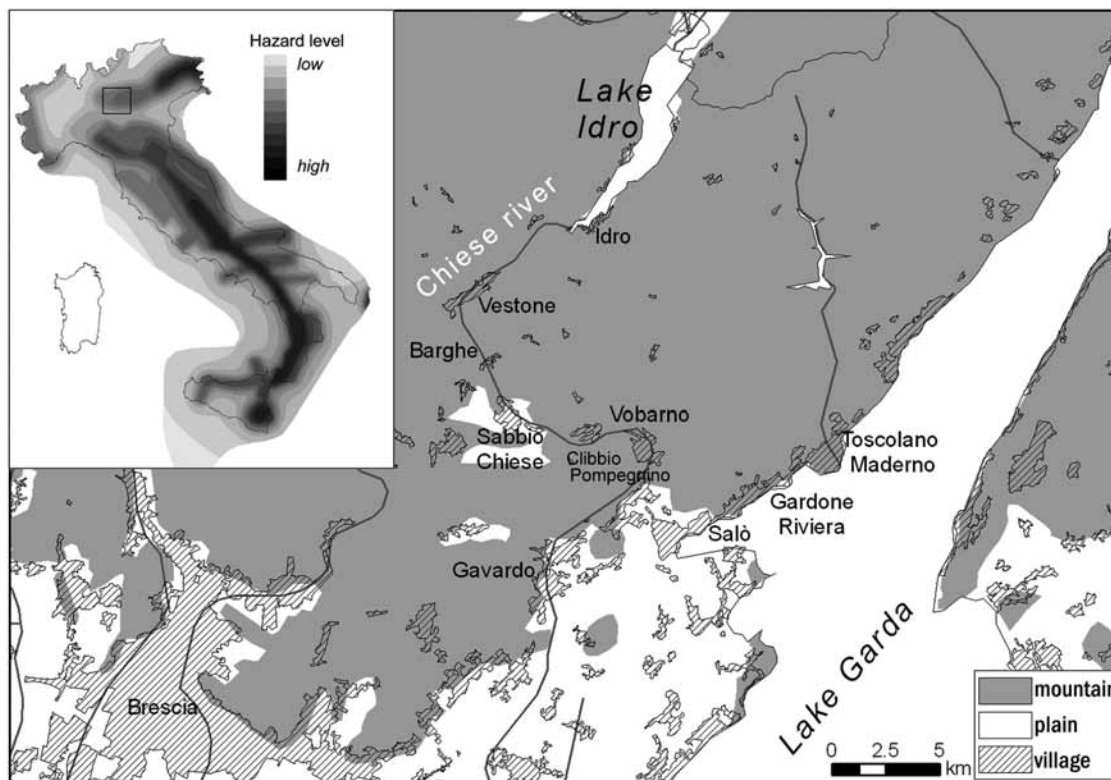 Hazard level
low
high
Lake
Idro
Chiese river
Idro
Vestone
Barghe
Vobarno
Sabbio
Chiese
Clibbio
Pompegnino
Toscolano
Maderno
Gardone
Riviera
Salò
Gavardo
Brescia
Lake Garda
mountain
plain
village
0 2.5 5
km